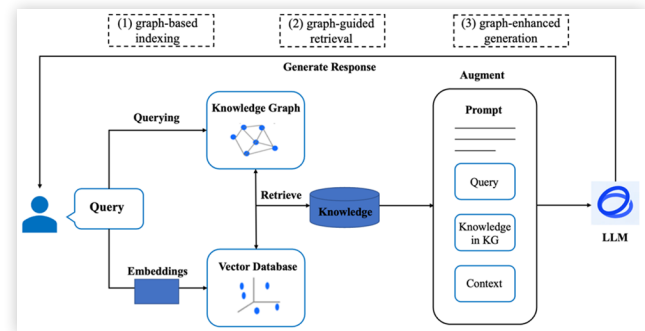 (1) graph-based
indexing
(2) graph-guided
retrieval
(3) graph-enhanced
generation
Generate Response
Augment
Knowledge Graph
Prompt
Querying
Query
Retrieve
Query
Knowledge
Knowledge
in KG
LLM
Embeddings
Vector Database
Context